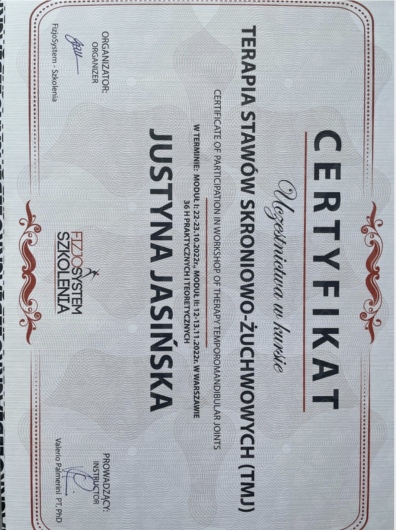 CERTYFIKAT
Uczestnictwa w kursie
TERAPIA STAWÓW SKRONIOWO-ŻUCHWOWYCH (TMJ)
CERTIFICATE OF PARTICIPATION IN WORKSHOP OF THERAPY TEMPOROMANDIBULAR JOINTS
W TERMINIE: MODUŁ I: 22-23.10.2022r. MODUŁ II: 12-13.11.2022r. W WARSZAWIE
36 H PRAKTYCZNYCH I TEORETYCZNYCH
JUSTYNA JASIŃSKA
ORGANIZATOR:
ORGANIZER
FizjoSystem - Szkolenia
FIZJOSYSTEM
SZKOLENIA
PROWADZĄCY:
INSTRUCTOR
Valerio Palmerini PT, PhD